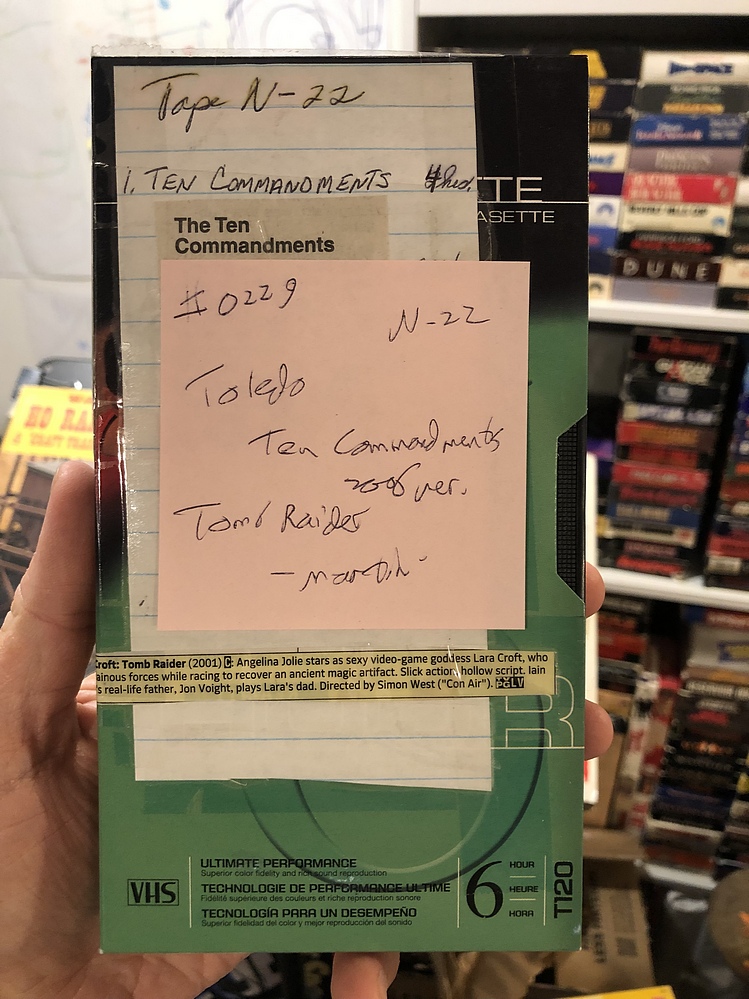 Tape N-22
1. TEN COMMANDMENTS 4hrs.
TTE
ASETTE
The Ten
Commandments
#0229
N-22
Toledo
Ten Commandments
2006 ver.
Tomb Raider
- martin -
Croft: Tomb Raider (2001) C: Angelina Jolie stars as sexy video-game goddess Lara Croft, who
ainous forces while racing to recover an ancient magic artifact. Slick action, hollow script. Iain
's real-life father, Jon Voight, plays Lara's dad. Directed by Simon West ("Con Air").
R
VHS
ULTIMATE PERFORMANCE
Superior color fidelity and rich sound reproduction
TECHNOLOGIE DE PERFORMANCE ULTIME
Fidélité supérieure des couleurs et riche reproduction sonore
TECNOLOGÍA PARA UN DESEMPEÑO
Superior fidelidad del color y mejor reproducción del sonido
6
HOUR
HEURE
HORA
T120
DUNE